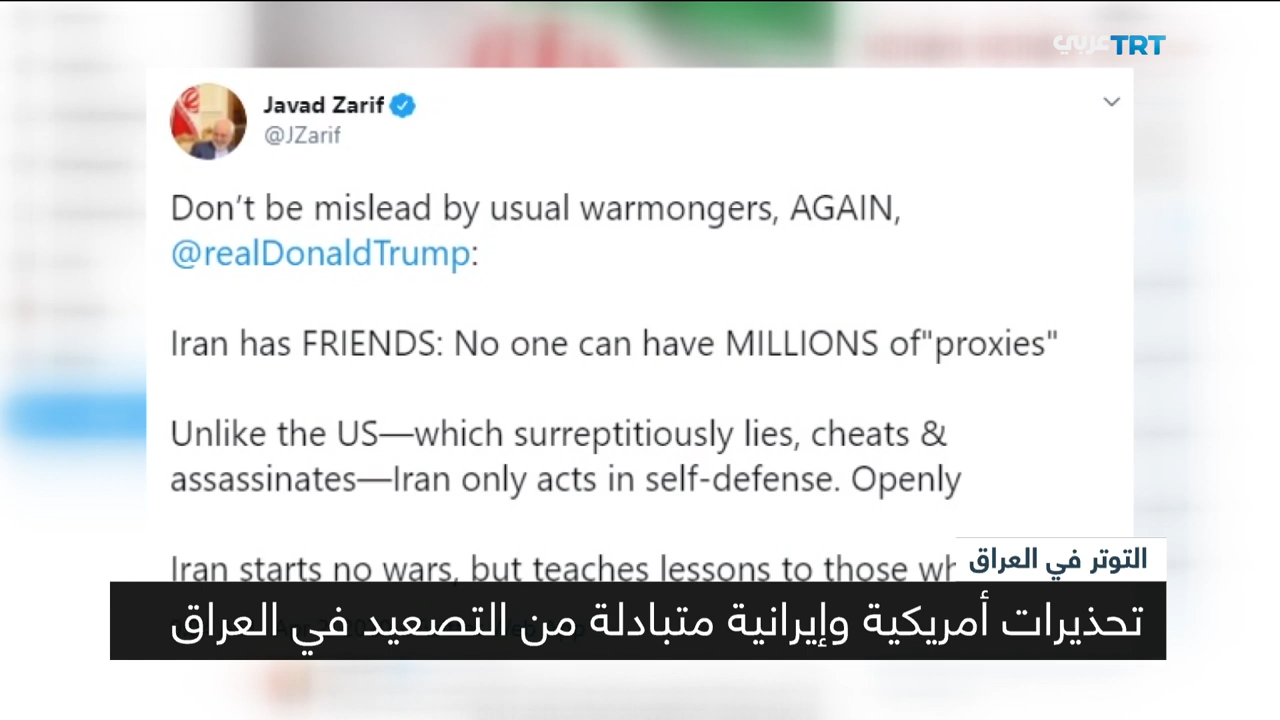 TRT عربي
Javad Zarif
@JZarif
Don't be mislead by usual warmongers, AGAIN,
@realDonaldTrump:
Iran has FRIENDS: No one can have MILLIONS of"proxies"
Unlike the US—which surreptitiously lies, cheats &
assassinates—Iran only acts in self-defense. Openly
Iran starts no wars, but teaches lessons to those
التوتر في العراق
تحذيرات أمريكية وإيرانية متبادلة من التصعيد في العراق